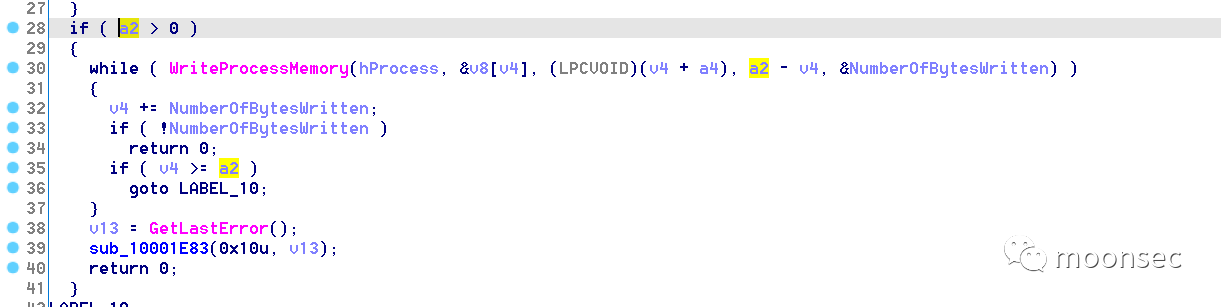 27 }
28 if ( a2 > 0 )
29 {
30 while ( WriteProcessMemory(hProcess, &v8[v4], (LPCVOID)(v4 + a4), a2 - v4, &NumberOfBytesWritten) )
31 {
32 v4 += NumberOfBytesWritten;
33 if ( !NumberOfBytesWritten )
34 return 0;
35 if ( v4 >= a2 )
36 goto LABEL_10;
37 }
38 v13 = GetLastError();
39 sub_10001E83(0x10u, v13);
40 return 0;
41 }
42 LABEL_10
moonsec